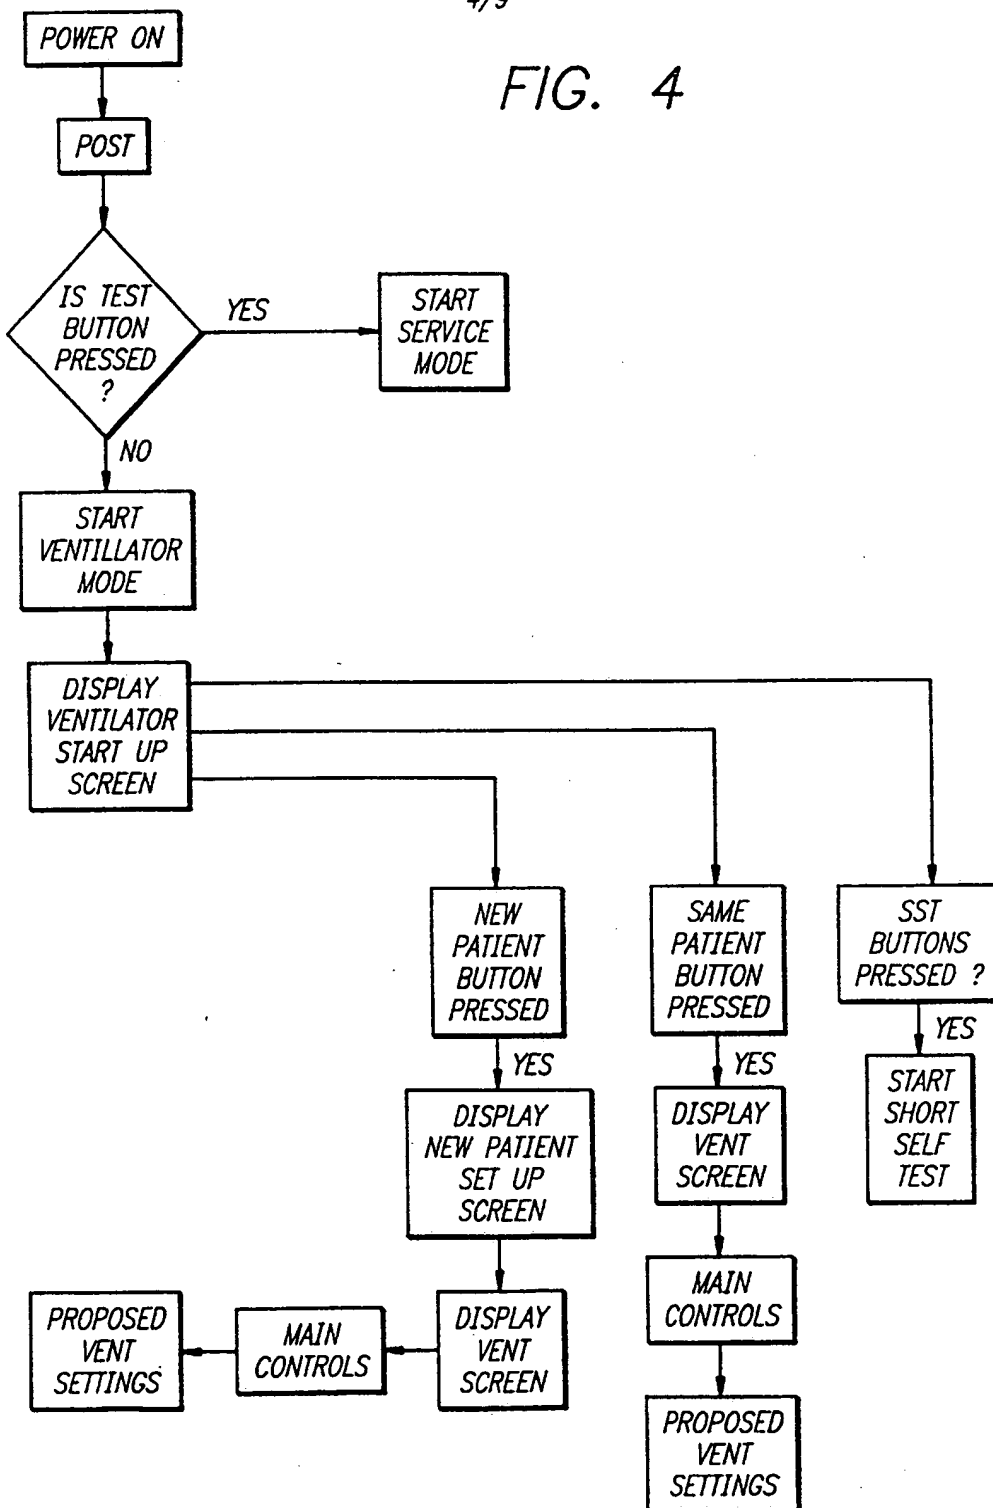 4/9
FIG. 4
POWER ON
POST
IS TEST
BUTTON
PRESSED
?
YES
START
SERVICE
MODE
NO
START
VENTILLATOR
MODE
DISPLAY
VENTILATOR
START UP
SCREEN
NEW
PATIENT
BUTTON
PRESSED
SAME
PATIENT
BUTTON
PRESSED
SST
BUTTONS
PRESSED ?
YES
YES
YES
DISPLAY
NEW PATIENT
SET UP
SCREEN
DISPLAY
VENT
SCREEN
START
SHORT
SELF
TEST
PROPOSED
VENT
SETTINGS
MAIN
CONTROLS
DISPLAY
VENT
SCREEN
MAIN
CONTROLS
PROPOSED
VENT
SETTINGS